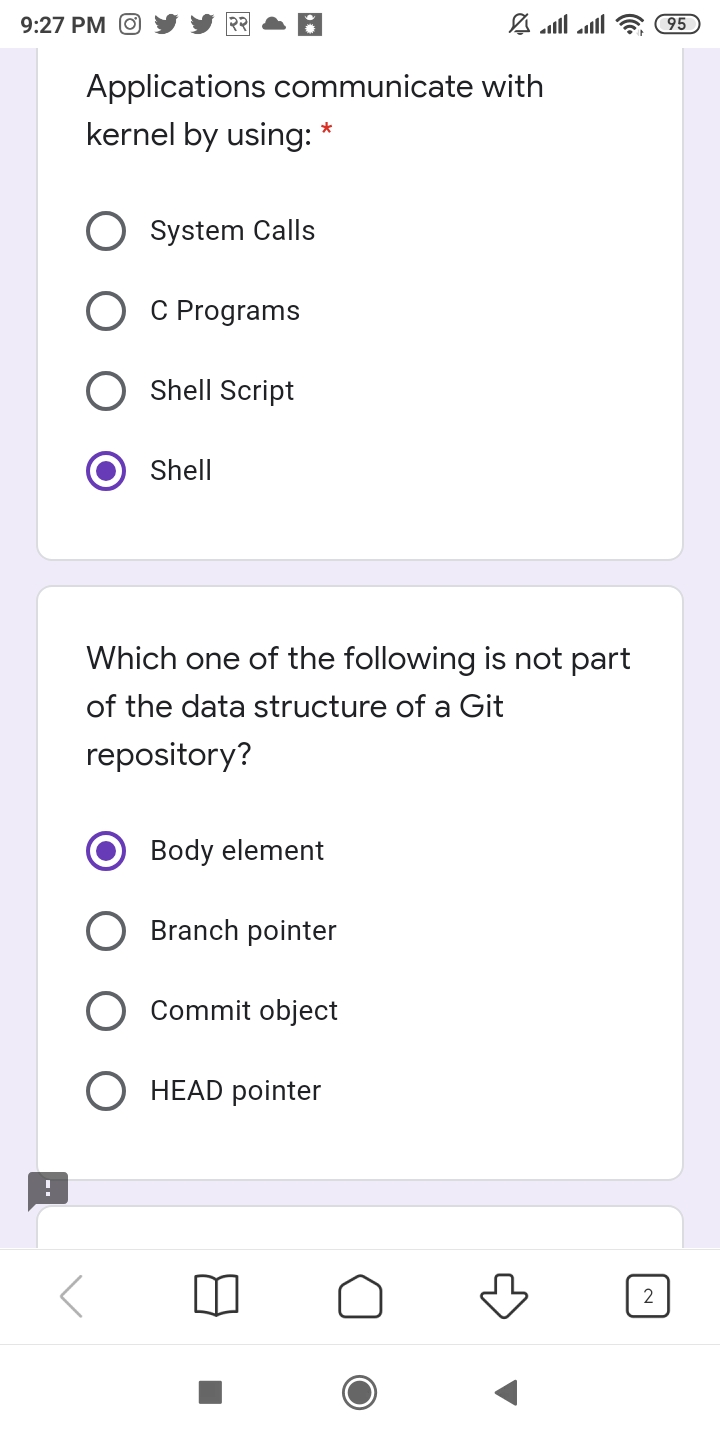 9:27 PM २२ 95
Applications communicate with
kernel by using: *
System Calls
C Programs
Shell Script
Shell
Which one of the following is not part
of the data structure of a Git
repository?
Body element
Branch pointer
Commit object
HEAD pointer
!
2